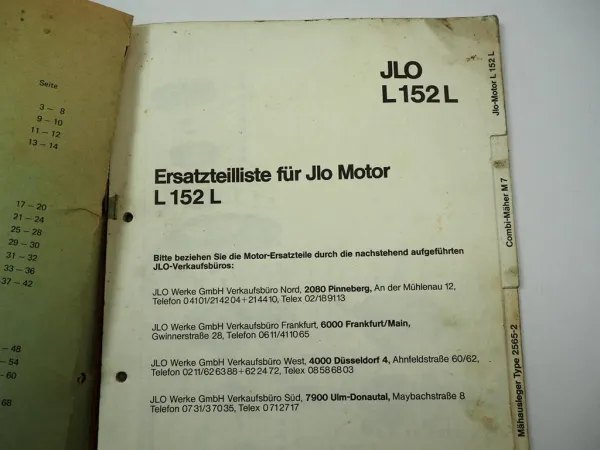 Seite
3 – 8
9 – 10
11 – 12
13 – 14
17 – 20
21 – 24
25 – 28
29 – 30
31 – 32
33 – 36
37 – 42
– 48
– 54
– 60
68
JLO
L 152 L
Ersatzteilliste für Jlo Motor
L 152 L
Bitte beziehen Sie die Motor-Ersatzteile durch die nachstehend aufgeführten
JLO-Verkaufsbüros:
JLO Werke GmbH Verkaufsbüro Nord, 2080 Pinneberg, An der Mühlenau 12,
Telefon 04101/214204+214410, Telex 02/189113
JLO Werke GmbH Verkaufsbüro Frankfurt, 6000 Frankfurt/Main,
Gwinnerstraße 28, Telefon 0611/411065
JLO Werke GmbH Verkaufsbüro West, 4000 Düsseldorf 4, Ahnfeldstraße 60/62,
Telefon 0211/626388+622472, Telex 08586803
JLO Werke GmbH Verkaufsbüro Süd, 7900 Ulm-Donautal, Maybachstraße 8
Telefon 0731/37035, Telex 0712717
Jlo-Motor L 152 L
Combi-Mäher M 7
Mähausleger Type 2565-2